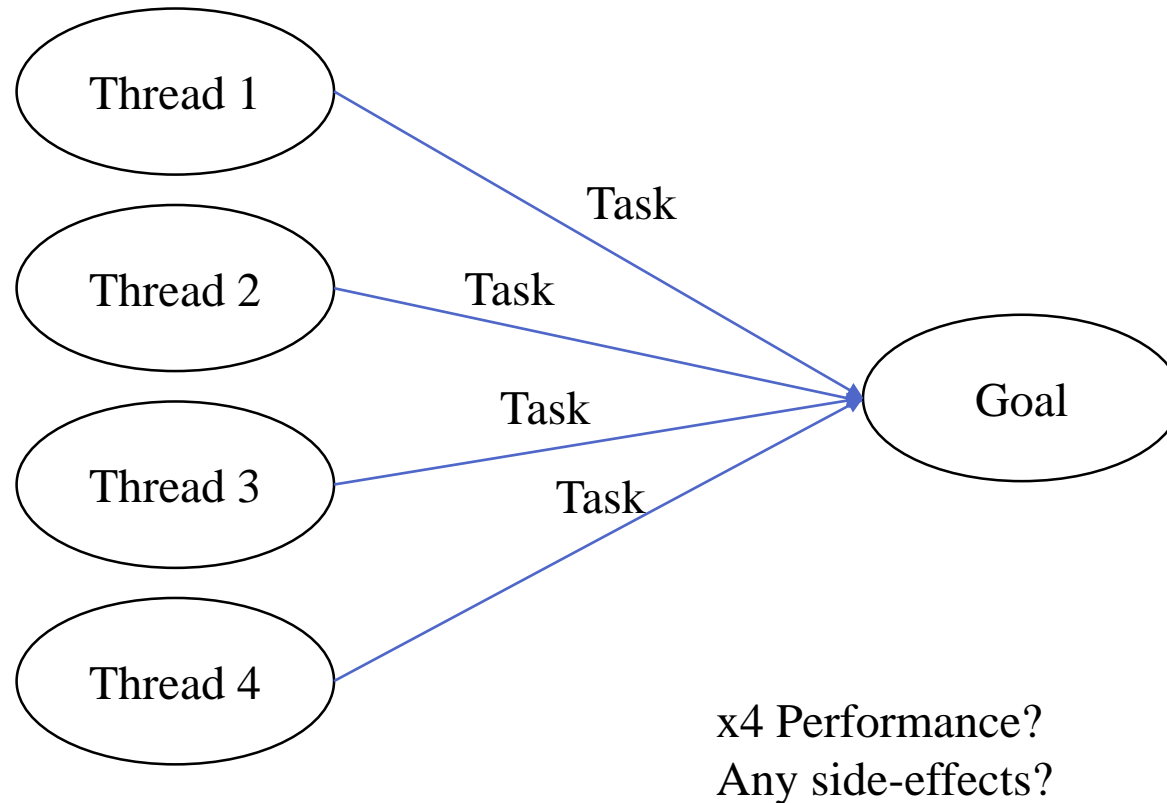 Thread 1
Task
Thread 2
Task
Goal
Thread 3
Task
Task
Thread 4
x4 Performance?
Any side-effects?